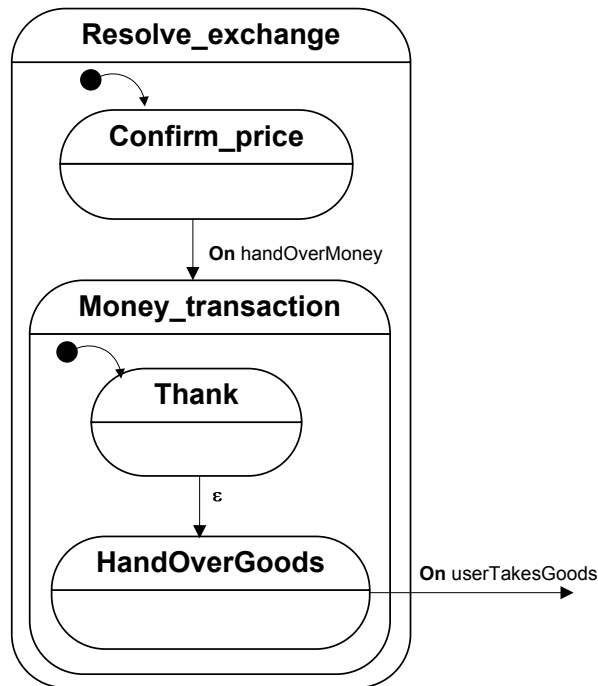 Resolve_exchange
Confirm_price
On handOverMoney
Money_transaction
Thank
ε
HandOverGoods
On userTakesGoods